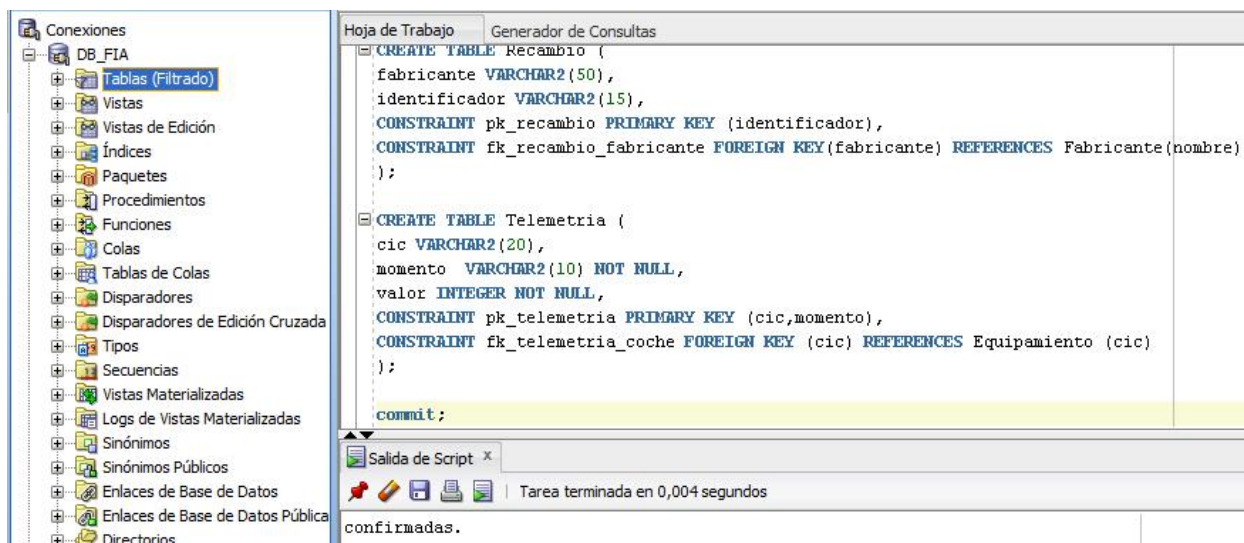 Conexiones
DB_FIA
Tablas (Filtrado)
Vistas
Vistas de Edición
Índices
Paquetes
Procedimientos
Funciones
Colas
Tablas de Colas
Disparadores
Disparadores de Edición Cruzada
Tipos
Secuencias
Vistas Materializadas
Logs de Vistas Materializadas
Sinónimos
Sinónimos Públicos
Enlaces de Base de Datos
Enlaces de Base de Datos Pública
Directorios
Hoja de Trabajo Generador de Consultas
CREATE TABLE Recambio (
fabricante VARCHAR2(50),
identificador VARCHAR2(15),
CONSTRAINT pk_recambio PRIMARY KEY (identificador),
CONSTRAINT fk_recambio_fabricante FOREIGN KEY(fabricante) REFERENCES Fabricante(nombre)
);
CREATE TABLE Telemetria (
cic VARCHAR2(20),
momento VARCHAR2(10) NOT NULL,
valor INTEGER NOT NULL,
CONSTRAINT pk_telemetria PRIMARY KEY (cic,momento),
CONSTRAINT fk_telemetria_coche FOREIGN KEY (cic) REFERENCES Equipamiento (cic)
);
commit;
Salida de Script x
Tarea terminada en 0,004 segundos
confirmadas.